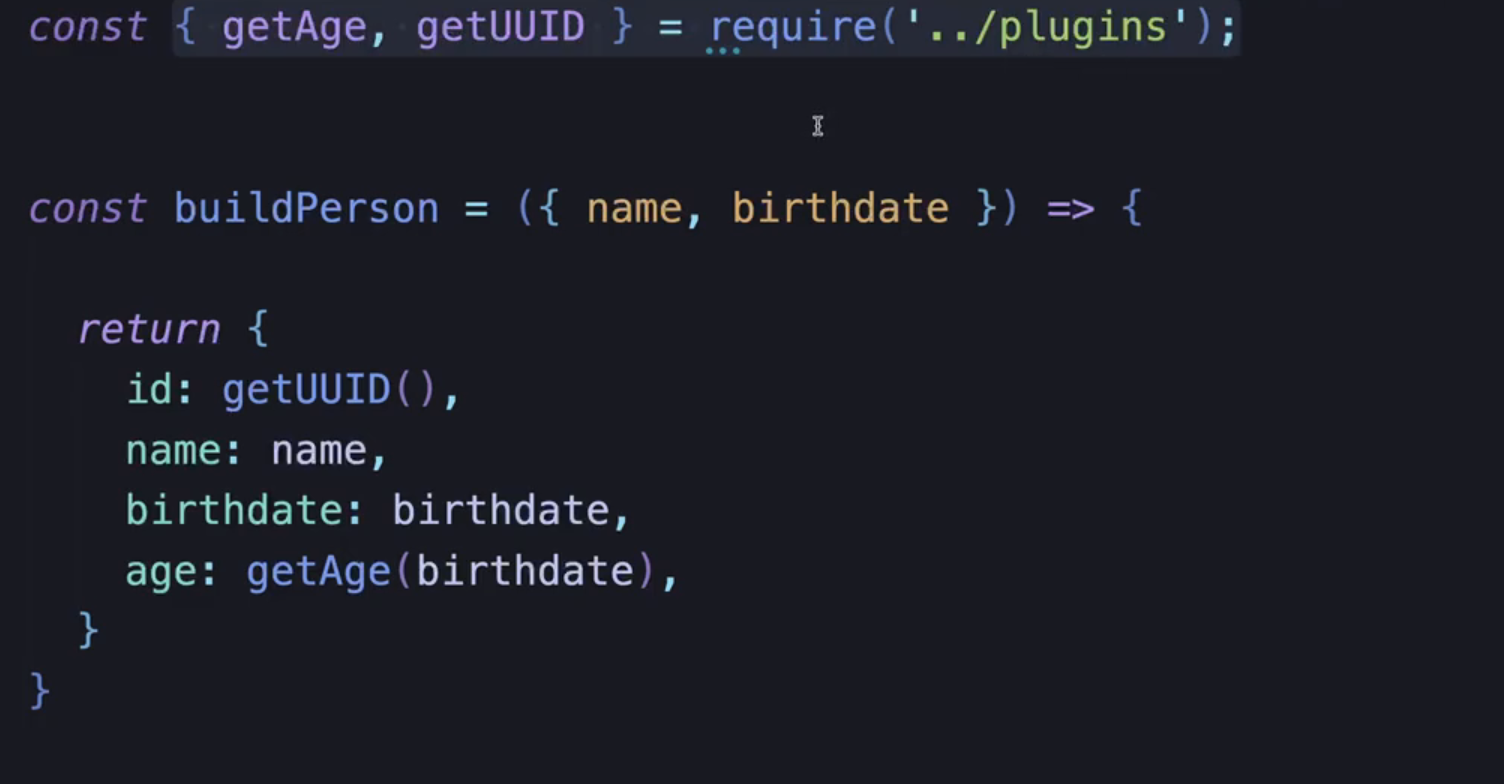 const { getAge, getUUID } = require('../plugins');
const buildPerson = ({ name, birthdate }) => {
return {
id: getUUID(),
name: name,
birthdate: birthdate,
age: getAge(birthdate),
}
}